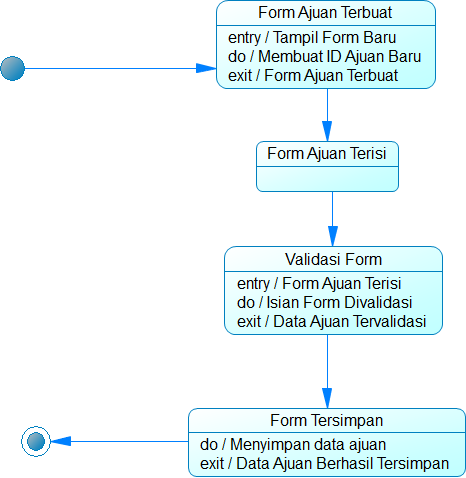 Form Ajuan Terbuat
entry / Tampil Form Baru
do / Membuat ID Ajuan Baru
exit / Form Ajuan Terbuat
Form Ajuan Terisi
Validasi Form
entry / Form Ajuan Terisi
do / Isian Form Divalidasi
exit / Data Ajuan Tervalidasi
Form Tersimpan
do / Menyimpan data ajuan
exit / Data Ajuan Berhasil Tersimpan